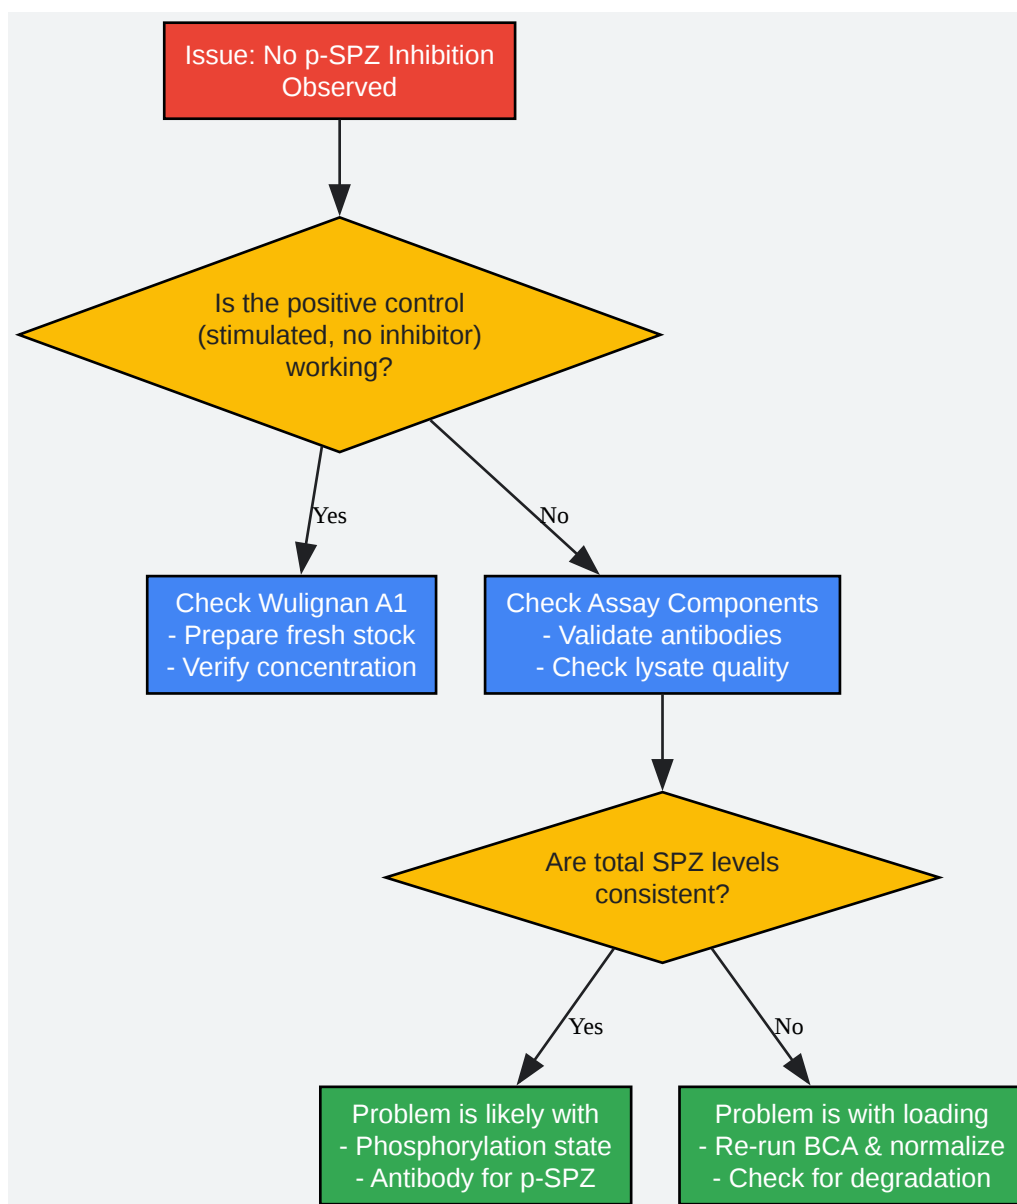 Issue: No p-SPZ Inhibition
Observed
Is the positive control
(stimulated, no inhibitor)
working?
Yes
No
Check Wulignan A1
- Prepare fresh stock
- Verify concentration
Check Assay Components
- Validate antibodies
- Check lysate quality
Are total SPZ levels
consistent?
Yes
No
Problem is likely with
- Phosphorylation state
- Antibody for p-SPZ
Problem is with loading
- Re-run BCA & normalize
- Check for degradation